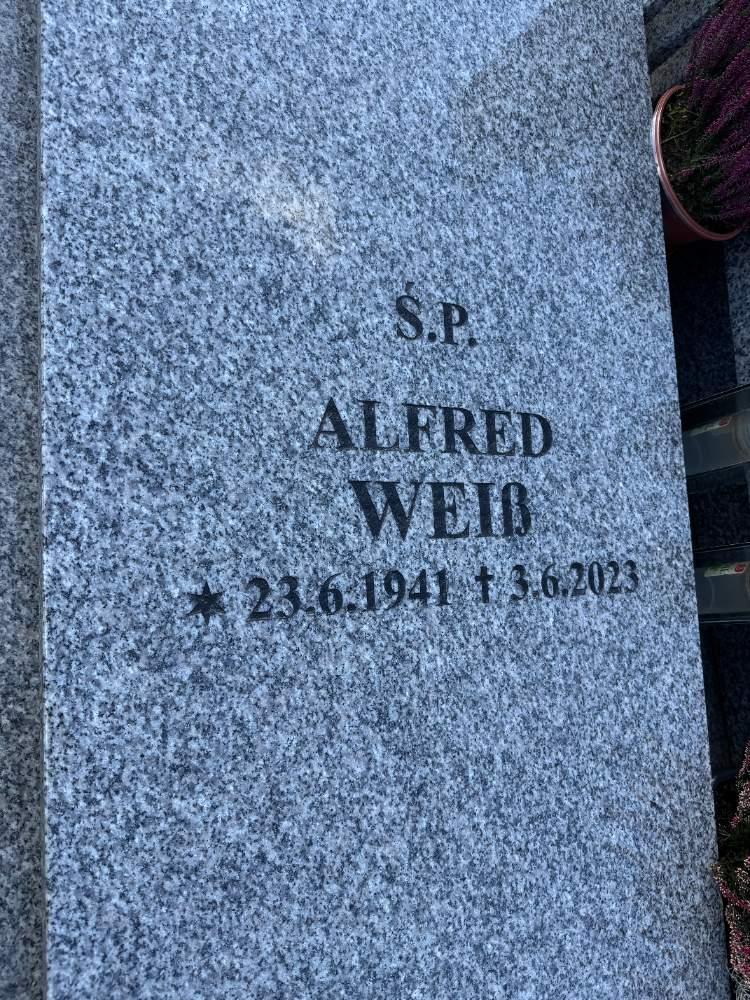 Ś.P.
ALFRED
WEIß
★ 23.6.1941 ✝ 3.6.2023